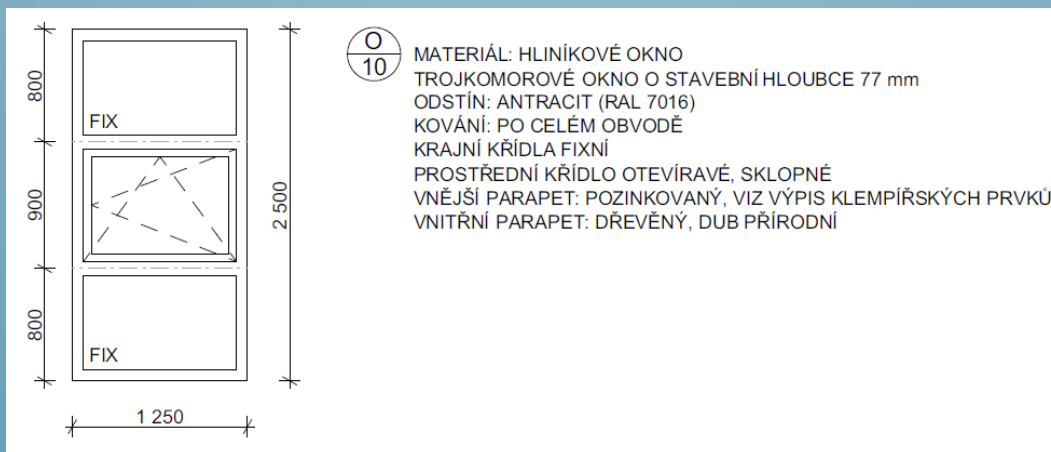 800
FIX
900
800
FIX
2 500
1 250
O
10
MATERIÁL: HLINÍKOVÉ OKNO
TROJKOMOROVÉ OKNO O STAVEBNÍ HLOUBCE 77 mm
ODSTÍN: ANTRACIT (RAL 7016)
KOVÁNÍ: PO CELÉM OBVODĚ
KRAJNÍ KŘÍDLA FIXNÍ
PROSTŘEDNÍ KŘÍDLO OTEVÍRAVÉ, SKLOPNÉ
VNĚJŠÍ PARAPET: POZINKOVANÝ, VIZ VÝPIS KLEMPÍŘSKÝCH PRVKŮ
VNITŘNÍ PARAPET: DŘEVĚNÝ, DUB PŘÍRODNÍ